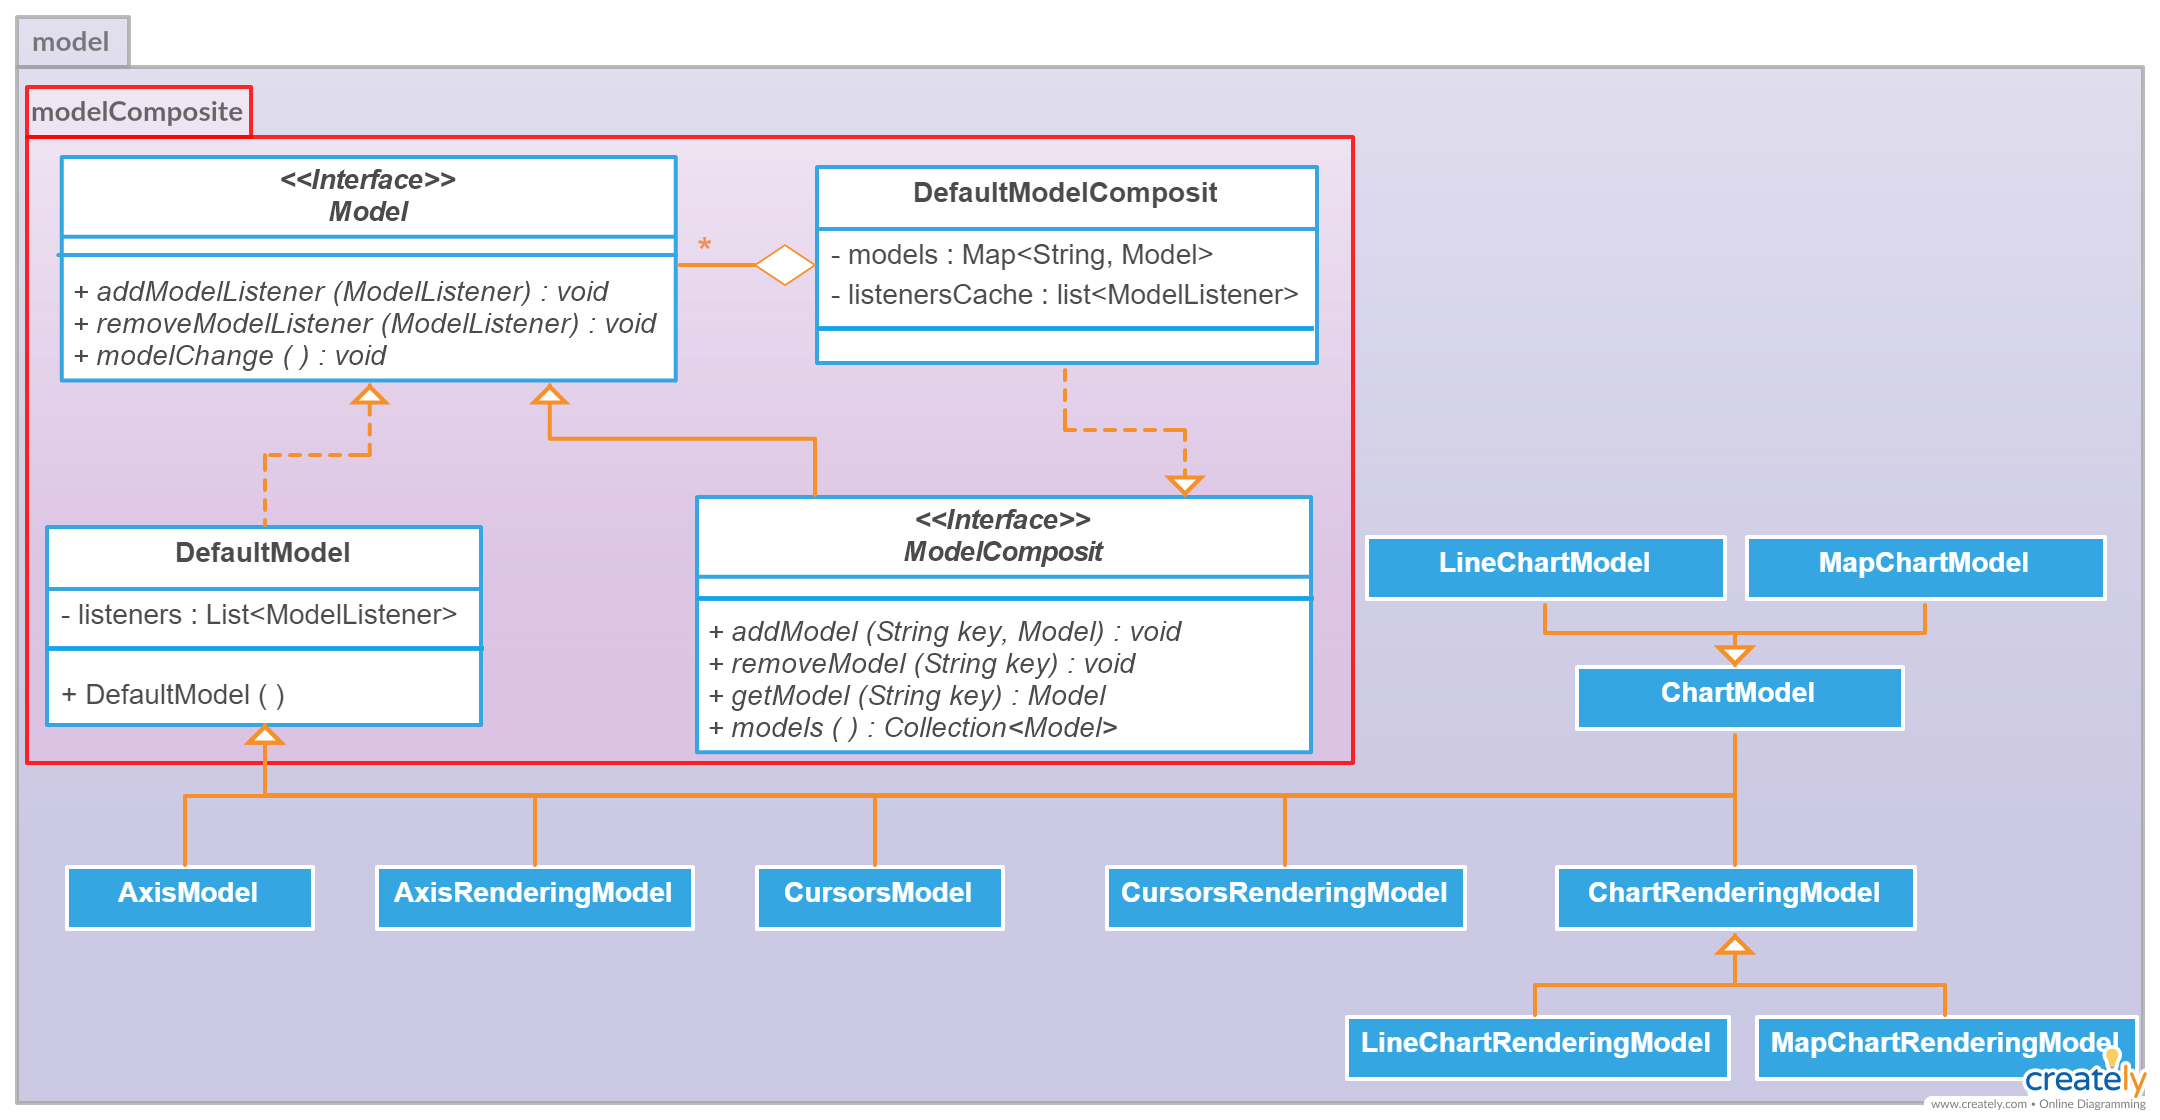 model
modelComposite
<<Interface>>
Model
+ addModelListener (ModelListener) : void
+ removeModelListener (ModelListener) : void
+ modelChange ( ) : void
*
DefaultModelComposit
- models : Map<String, Model>
- listenersCache : list<ModelListener>
DefaultModel
- listeners : List<ModelListener>
+ DefaultModel ( )
<<Interface>>
ModelComposit
+ addModel (String key, Model) : void
+ removeModel (String key) : void
+ getModel (String key) : Model
+ models ( ) : Collection<Model>
LineChartModel
MapChartModel
ChartModel
AxisModel
AxisRenderingModel
CursorsModel
CursorsRenderingModel
ChartRenderingModel
LineChartRenderingModel
MapChartRenderingModel
creately
www.creately.com • Online Diagramming